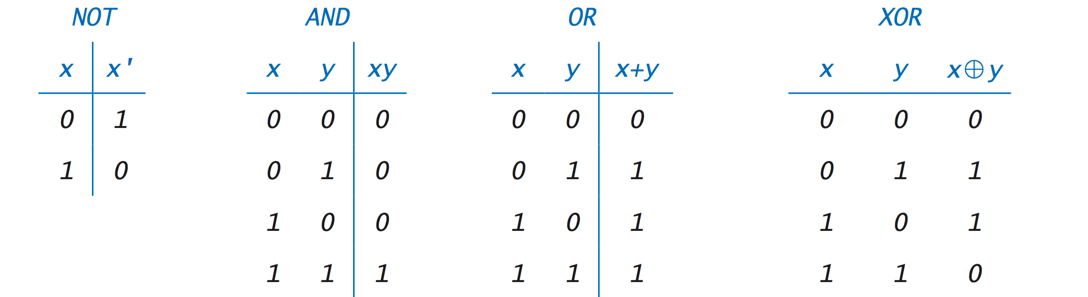 NOT AND OR XOR
x x' x y xy x y x+y x y x⊕y
0 1 0 0 0 0 0 0 0 0 0
1 0 0 1 0 0 1 1 0 1 1
1 0 0 1 0 1 1 0 1
1 1 1 1 1 1 1 1 0